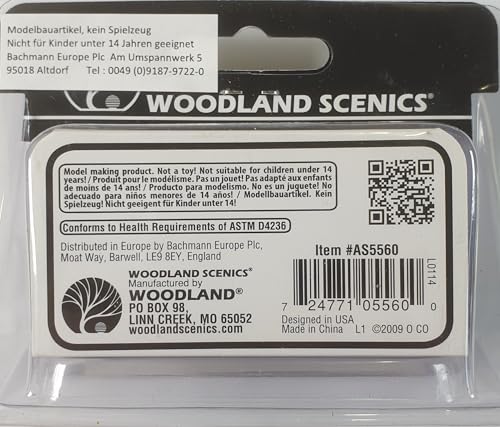 Modelbauartikel, kein Spielzeug
Nicht für Kinder unter 14 Jahren geeignet
Bachmann Europe Plc Am Umspannwerk 5
95018 Altdorf Tel : 0049 (0)9187-9722-0
WOODLAND SCENICS®
Model making product. Not a toy! Not suitable for children under 14
years! / Produit pour le modélisme. Pas un jouet! Pas adapté aux enfants
de moins de 14 ans! / Producto para modelismo. No es un juguete! No
adecuado para niños menores de 14 años! / Modelbauartikel. Kein
Spielzeug! Nicht geeigent für Kinder unter 14!
Conforms to Health Requirements of ASTM D4236
Distributed in Europe by Bachmann Europe Plc,
Moat Way, Barwell, LE9 8EY, England
WOODLAND SCENICS®
Manufactured by
WOODLAND®
PO BOX 98,
LINN CREEK, MO 65052
woodlandscenics.com
Item #AS5560
L0114
7 24771 05560 0
Designed in USA
Made in China L1 ©2009 O CO